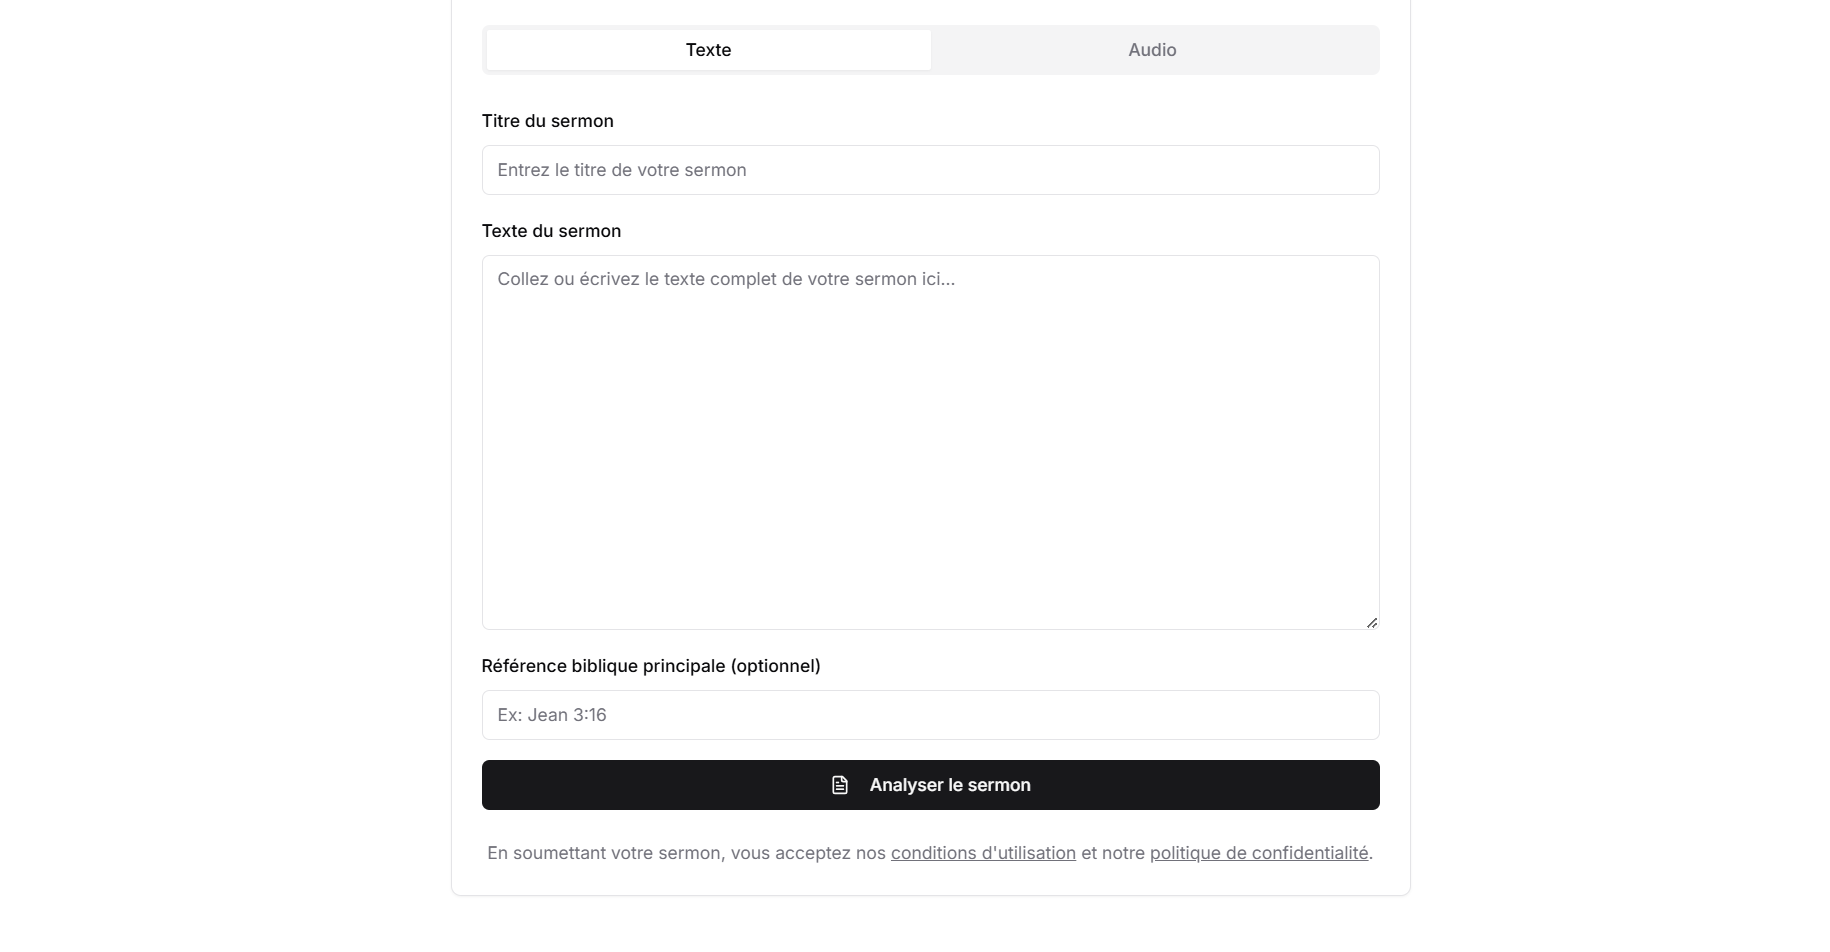 Texte
Audio
Titre du sermon
Entrez le titre de votre sermon
Texte du sermon
Collez ou écrivez le texte complet de votre sermon ici...
Référence biblique principale (optionnel)
Ex: Jean 3:16
Analyser le sermon
En soumettant votre sermon, vous acceptez nos conditions d'utilisation et notre politique de confidentialité.